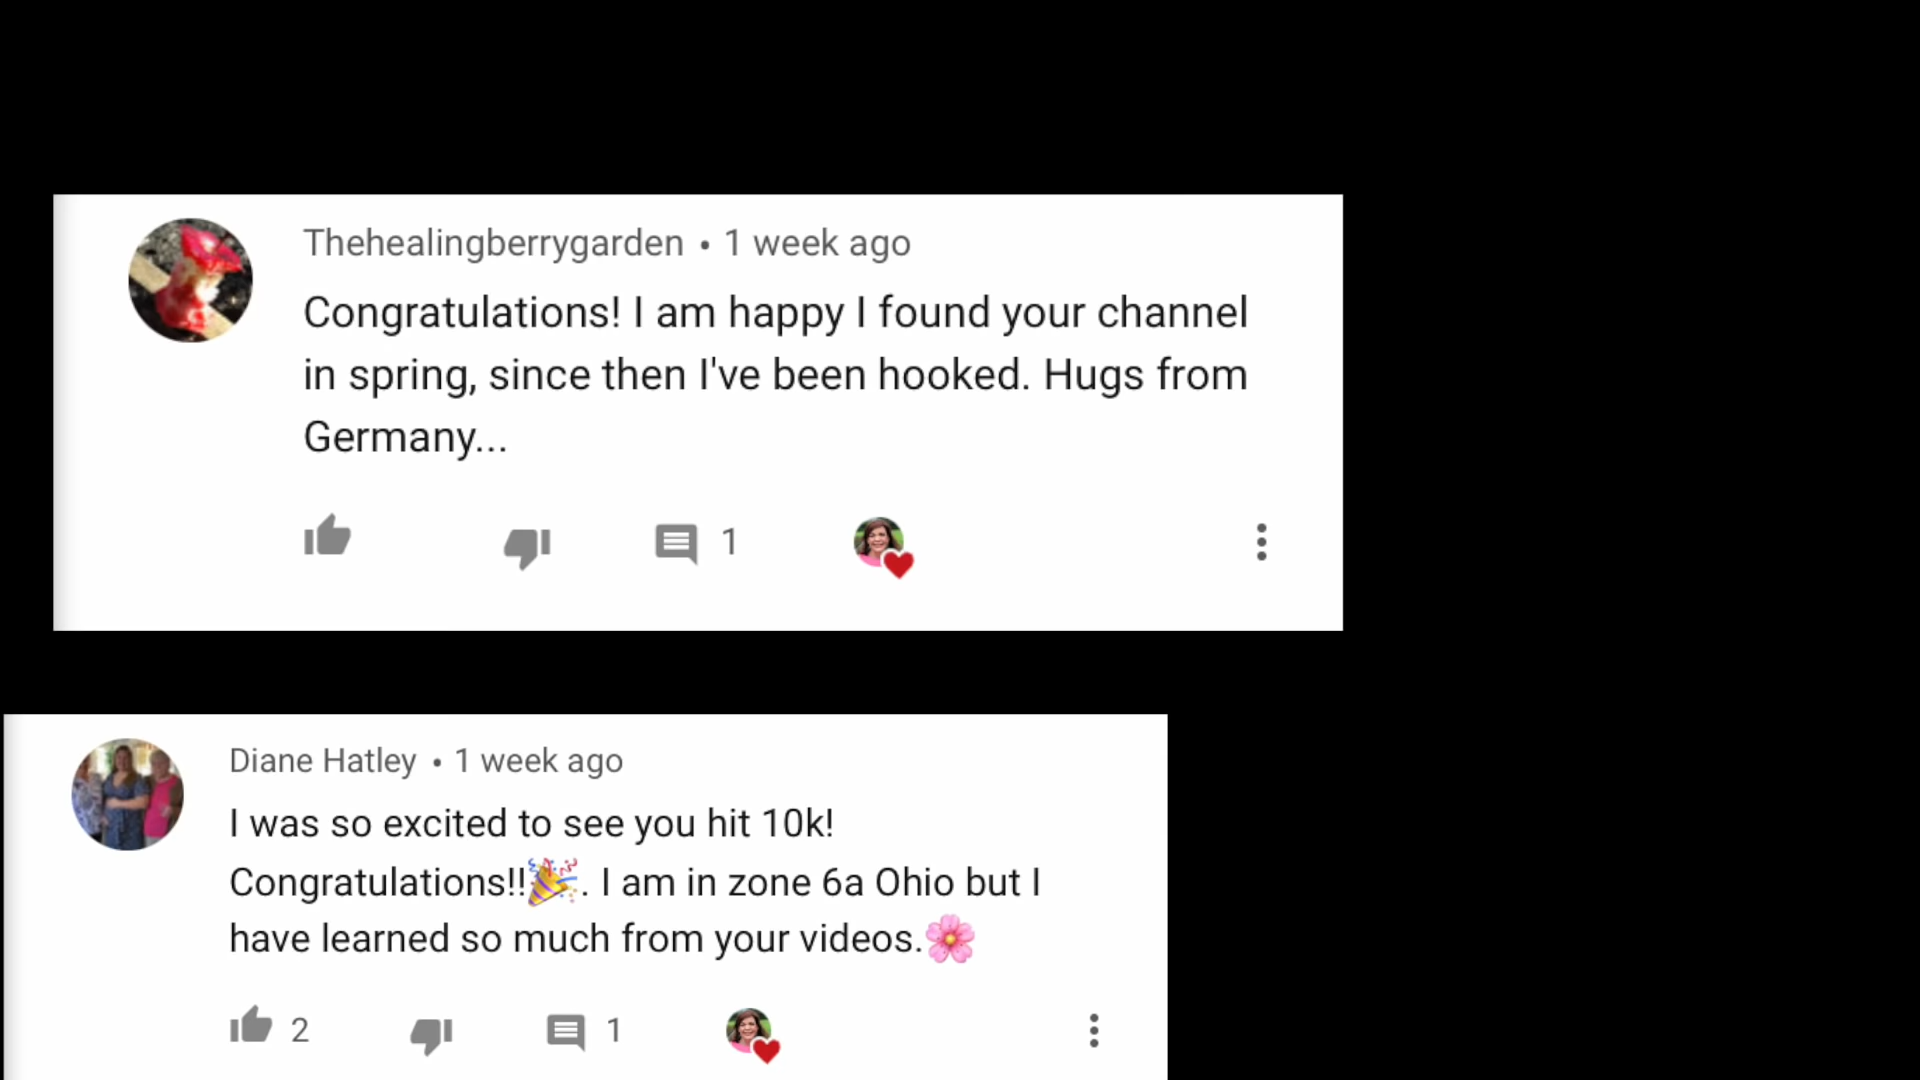 Thehealingberrygarden • 1 week ago
Congratulations! I am happy I found your channel
in spring, since then I've been hooked. Hugs from
Germany...
1
Diane Hatley • 1 week ago
I was so excited to see you hit 10k!
Congratulations!!🎉. I am in zone 6a Ohio but I
have learned so much from your videos.🌸
2 1